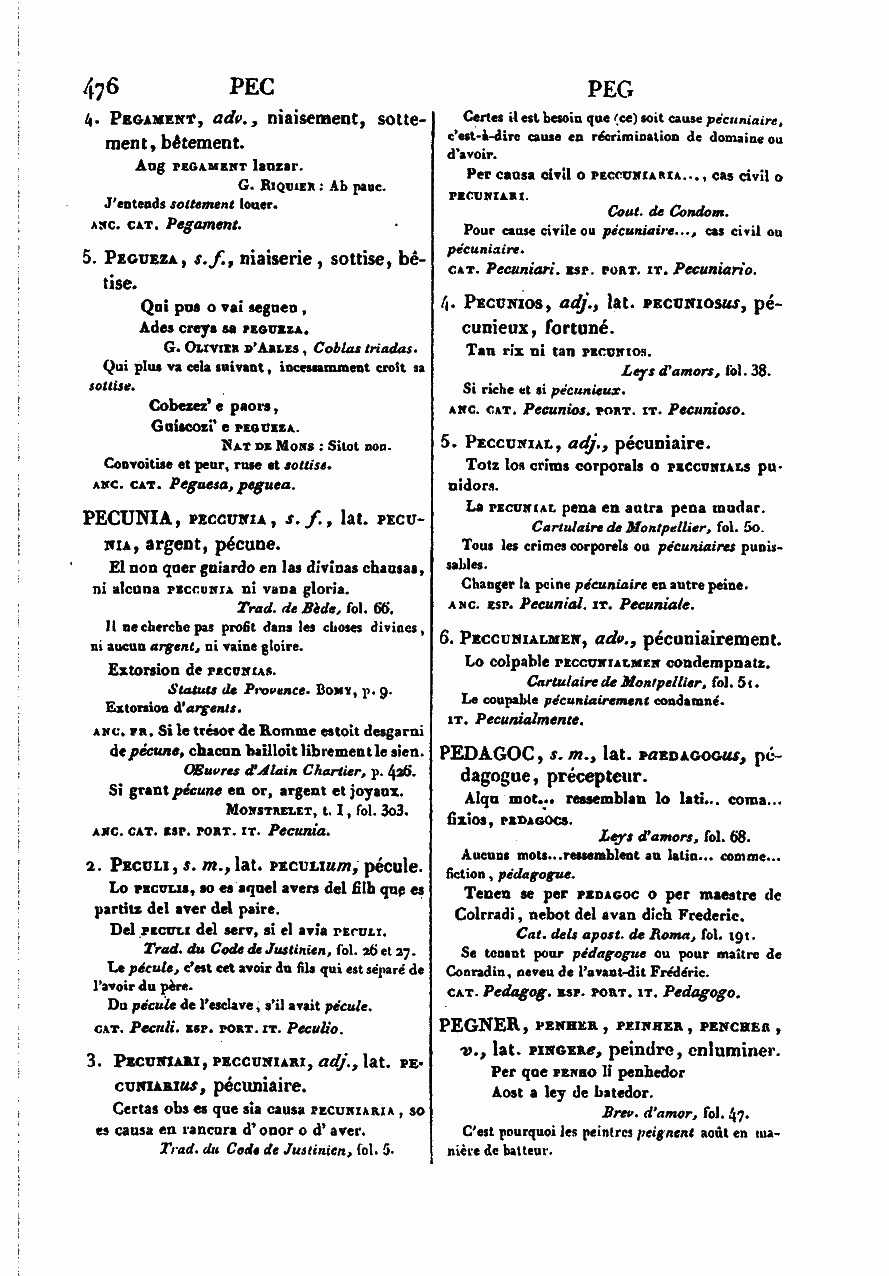 476 PEC PEG
4. PEGAMENT, adv., niaisement, sotte-
ment, bêtement.
Aug PEGAMENT lauzar.
G. RIQUIER : Ab pauc.
J'entends sottement louer.
ANC. CAT. Pegament.
5. PEGUEZA, s. f., niaiserie, sottise, bê-
tise.
Qui pus o vai seguen,
Ades creys sa PEGUEZA.
G. OLIVIER D'ARLES, Coblas triadas.
Qui plus va cela suivant, incessamment croît sa
sottise.
Cobezez' e paors,
Guiscozi' e PEGUEZA.
NAT DE MONS : Sitot non.
Convoitise et peur, ruse et sottise.
ANC. CAT. Peguesa, peguea.
PECUNIA, PECCUNIA, s. f., lat. PECU-
NIA, argent, pécune.
El non quer guiardo en las divinas chausas,
ni alcuna PECCUNIA ni vana gloria.
Trad. de Bède, fol. 66.
Il ne cherche pas profit dans les choses divines,
ni aucun argent, ni vaine gloire.
Extorsion de PECUNIAS.
Statuts de Provence. BOMY, p. 9.
Extorsion d'argents.
ANC. FR. Si le trésor de Romme estoit desgarni
de pécune, chacun bailloit librement le sien.
Œuvres d'Alain Chartier, p. 426.
Si grant pécune en or, argent et joyaux.
MONSTRELET, t. I, fol. 303.
ANC. CAT. ESP. PORT. IT. Pecunia.
2. PECULI, s. m., lat. PECULIum, pécule.
Lo PECULIS, so es aquel avers del filh que es
partitz del aver del paire.
Del PECULI del serv, si el avia PECULI.
Trad. du Code de Justinien, fol. 26 et 27.
Le pécule, c'est cet avoir du fils qui est séparé de
l'avoir du père.
Du pécule de l'esclave, s'il avait pécule.
CAT. Peculi. ESP. PORT. IT. Peculio.
3. PECUNIARI, PECCUNIARI, adj., lat. PE-
CUNIARIus, pécuniaire.
Certas obs es que sia causa PECUNIARIA, so
es causa en rancura d'onor o d'aver.
Trad. du Code de Justinien, fol. 5.
Certes il est besoin que (ce) soit cause pécuniaire,
c'est-à-dire cause en récrimination de domaine ou
d'avoir.
Per causa civil o PECCUNIARIA..., cas civil o
PECUNIARI.
Cout. de Condom.
Pour cause civile ou pécuniaire..., cas civil ou
pécuniaire.
CAT. Pecuniari. ESP. PORT. IT. Pecuniario.
4. PECUNIOS, adj., lat. PECUNIOSus, pé-
cunieux, fortuné.
Tan rix ni tan PECUNIOS.
Leys d'amors, fol. 38.
Si riche et si pécunieux.
ANC. CAT. Pecunios. PORT. IT. Pecunioso.
5. PECCUNIAL, adj., pécuniaire.
Totz los crims corporals o PECCUNIALS pu-
nidors.
La PECUNIAL pena en autra pena mudar.
Cartulaire de Montpellier, fol. 50.
Tous les crimes corporels ou pécuniaires punis-
sables.
Changer la peine pécuniaire en autre peine.
ANC. ESP. Pecunial. IT. Pecuniale.
6. PECCUNIALMEN, adv., pécuniairement.
Lo colpable PECCUNIALMEN condempnatz.
Cartulaire de Montpellier, fol. 51.
Le coupable pécuniairement condamné.
IT. Pecunialmente.
PEDAGOC, s. m., lat. PAEDAGOGus, pé-
dagogue, précepteur.
Alqu mot... ressemblan lo lati... coma...
fixios, PEDAGOCS.
Leys d'amors, fol. 68.
Aucuns mots...ressemblent au latin... comme...
fiction, pédagogue.
Tenen se per PEDAGOC o per maestre de
Colrradi, nebot del avan dich Frederic.
Cat. dels apost. de Roma, fol. 191.
Se tenant pour pédagogue ou pour maître de
Conradin, neveu de l'avant-dit Frédéric.
CAT. Pedagog. ESP. PORT. IT. Pedagogo.
PEGNER, PENHER, PEINHER, PENCHER,
v., lat. PINGERe, peindre, enluminer.
Per que PENHO li penhedor
Aost a ley de batedor.
Brev. d'amor, fol. 47.
C'est pourquoi les peintres peignent août en ma-
nière de batteur.